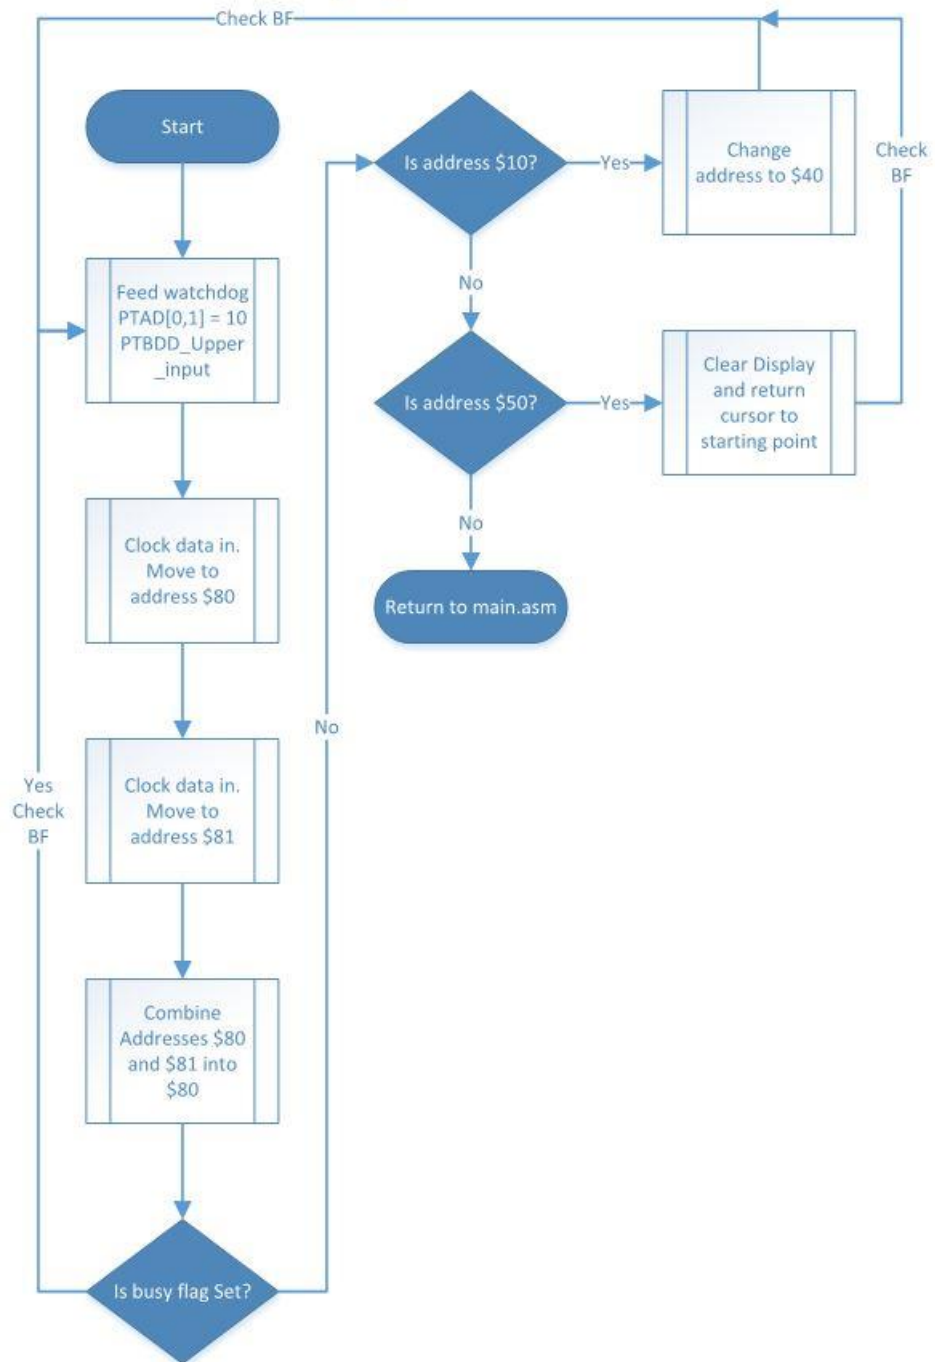 Check BF
Start
Feed watchdog
PTAD[0,1] = 10
PTBDD_Upper
_input
Clock data in.
Move to
address $80
Clock data in.
Move to
address $81
Combine
Addresses $80
and $81 into
$80
Is busy flag Set?
Yes
Check
BF
No
Is address $10?
Yes
Change
address to $40
No
Is address $50?
Yes
Clear Display
and return
cursor to
starting point
Check
BF
No
Return to main.asm